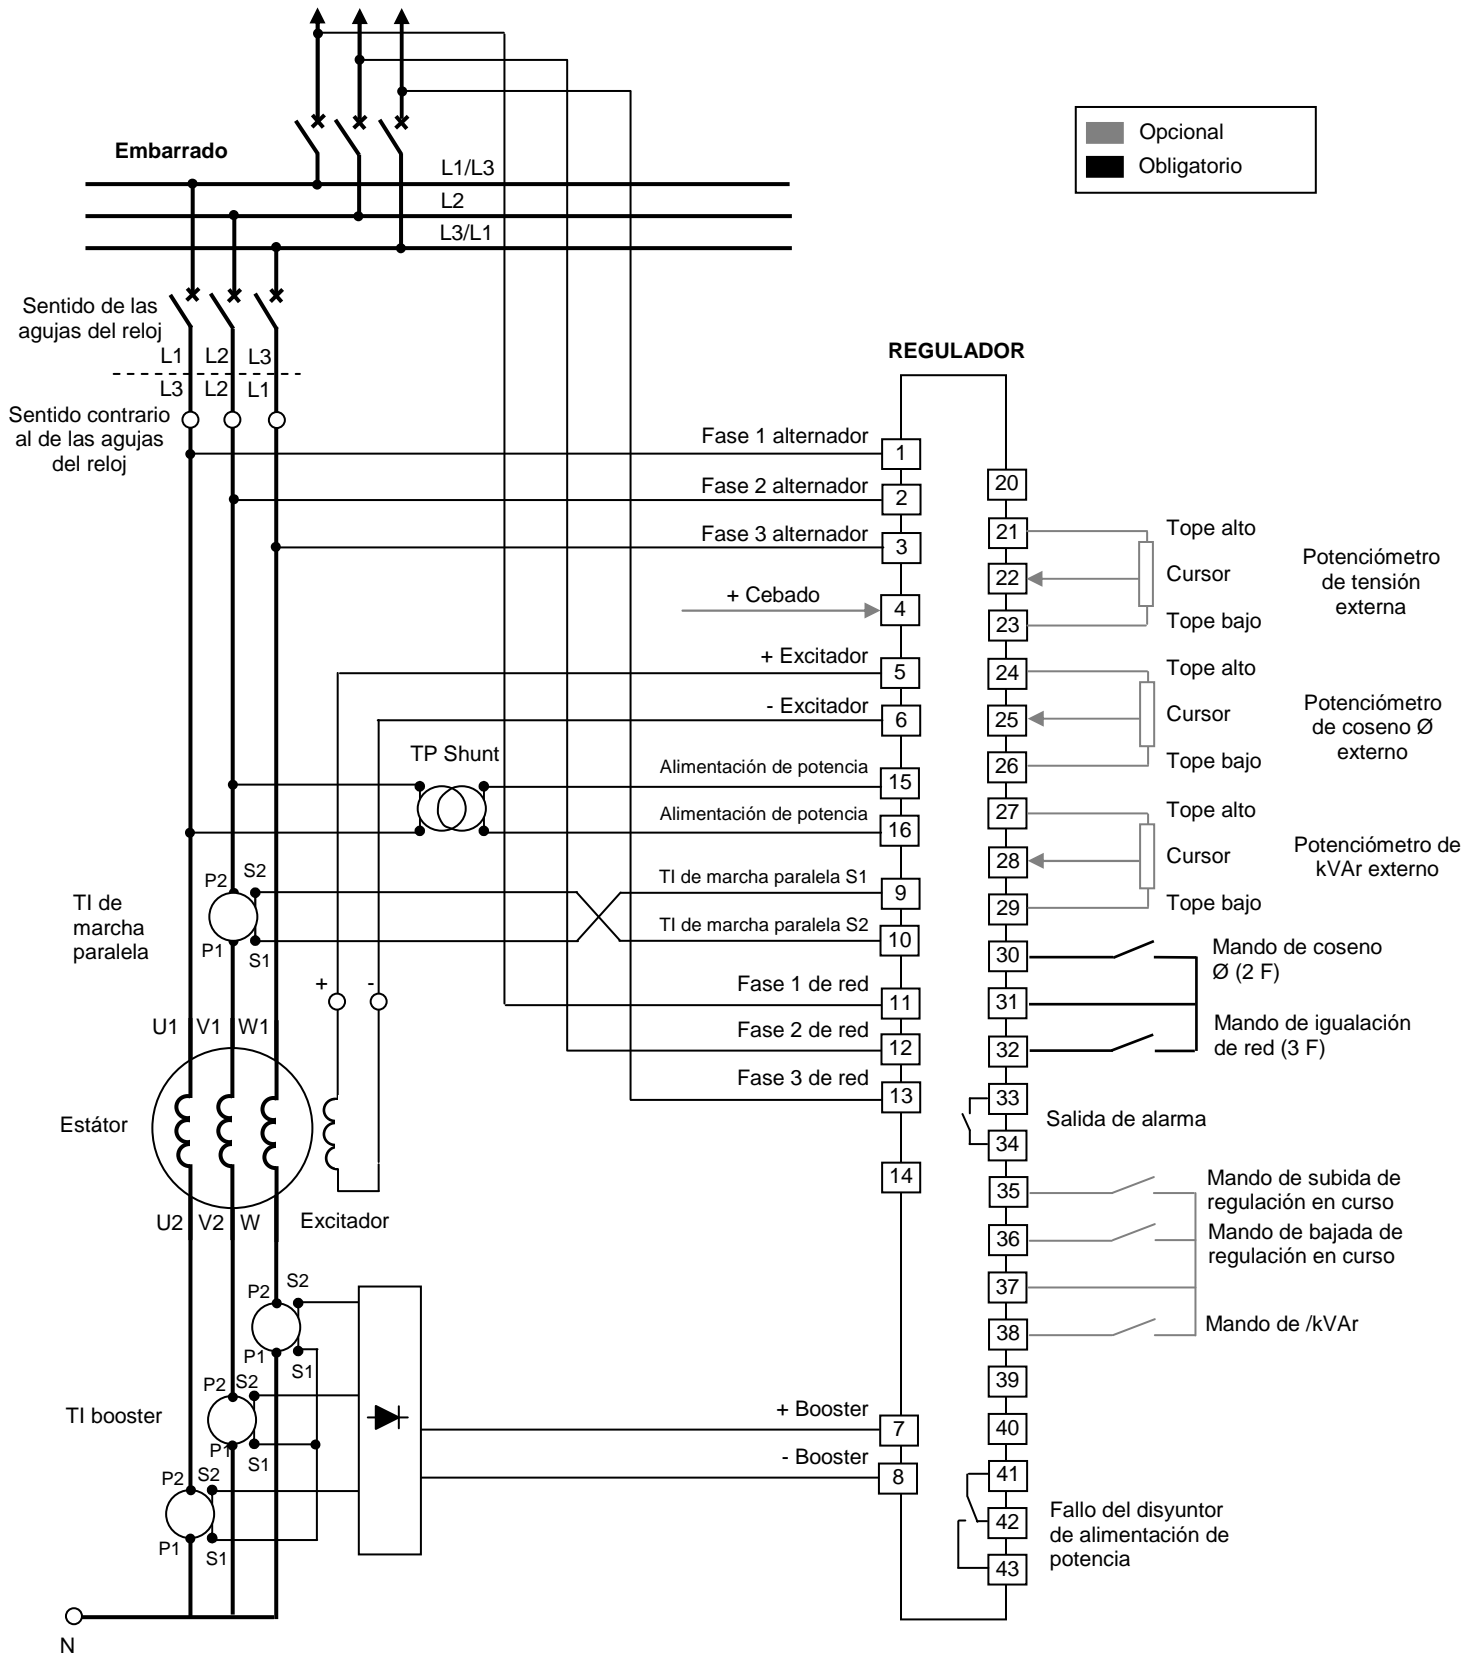 Opcional
Obligatorio
Embarrado
L1/L3
L2
L3/L1
Sentido de las
agujas del reloj
L1 L2 L3
L3 L2 L1
Sentido contrario
al de las agujas
del reloj
REGULADOR
Fase 1 alternador
1
Fase 2 alternador
2
Fase 3 alternador
3
+ Cebado
4
+ Excitador
5
- Excitador
6
TP Shunt
Alimentación de potencia
15
Alimentación de potencia
16
TI de
marcha
paralela
P2 S2
P1 S1
TI de marcha paralela S1
9
TI de marcha paralela S2
10
+ -
Fase 1 de red
11
Fase 2 de red
12
Fase 3 de red
13
14
U1 V1 W1
Estátor
U2 V2 W
Excitador
P2 S2
P1 S1
P2 S2
P1 S1
TI booster
P2 S2
P1 S1
+ Booster
7
- Booster
8
N
20
21
Tope alto
22
Cursor
23
Tope bajo
Potenciómetro
de tensión
externa
24
Tope alto
25
Cursor
26
Tope bajo
Potenciómetro
de coseno Ø
externo
27
Tope alto
28
Cursor
29
Tope bajo
Potenciómetro de
kVAr externo
30
Mando de coseno
Ø (2 F)
31
32
Mando de igualación
de red (3 F)
33
34
Salida de alarma
35
Mando de subida de
regulación en curso
36
Mando de bajada de
regulación en curso
37
38
Mando de /kVAr
39
40
41
42
43
Fallo del disyuntor
de alimentación de
potencia